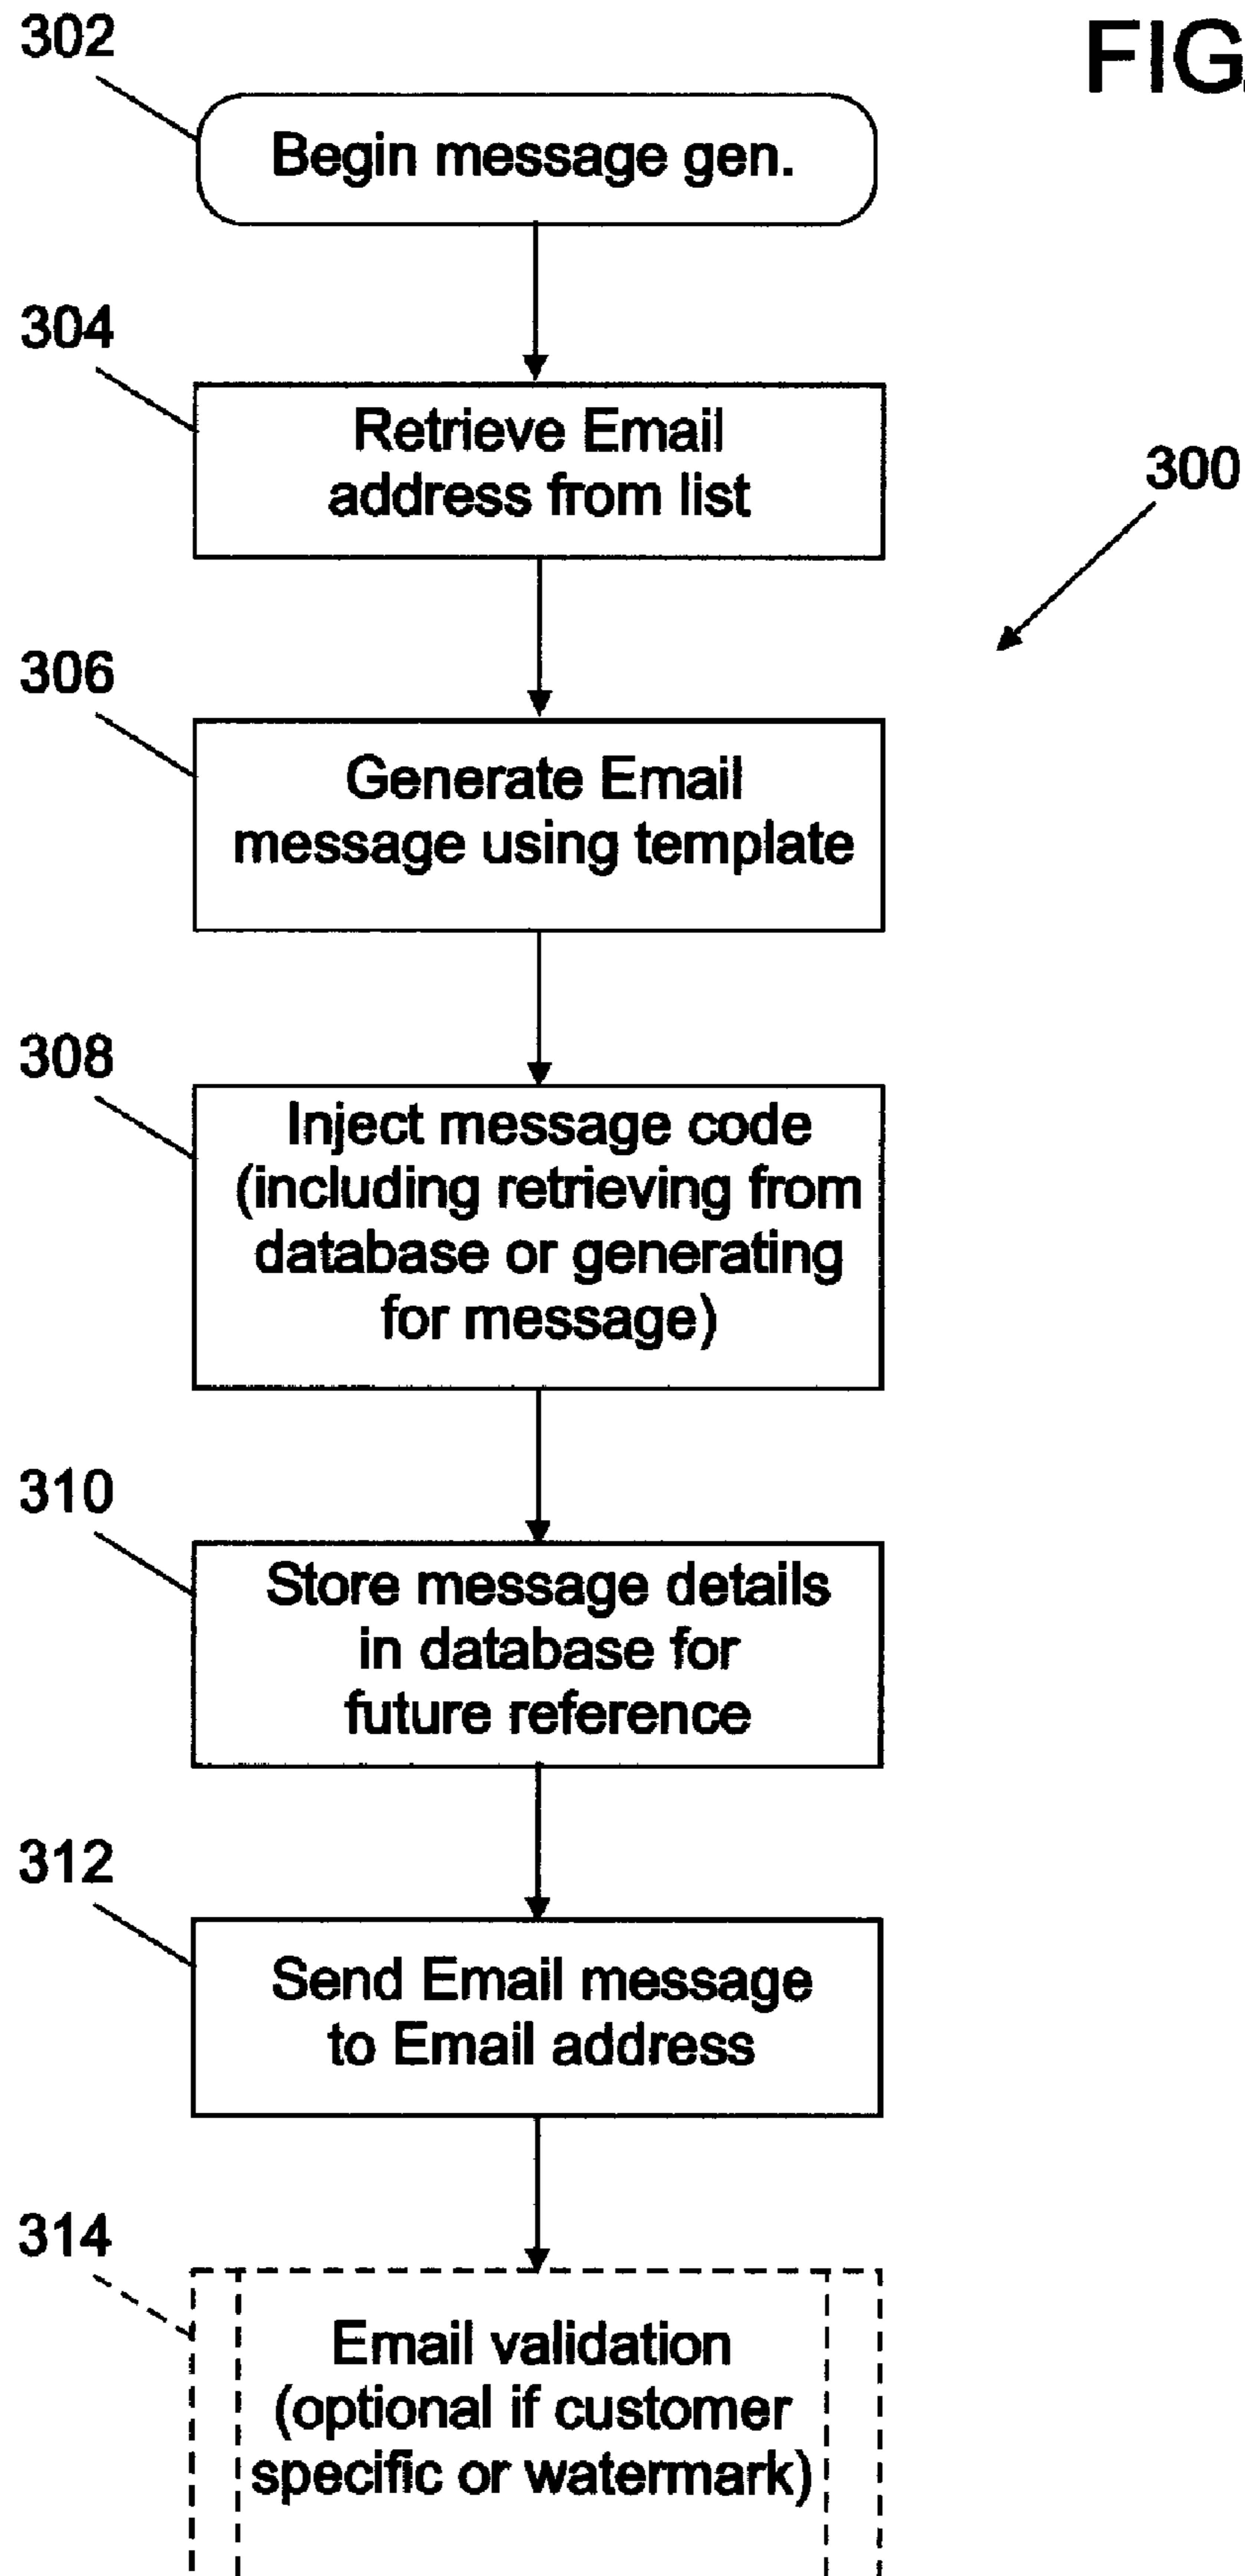 302
FIG.
Begin message gen.
304
Retrieve Email
address from list
300
306
Generate Email
message using template
308
Inject message code
(including retrieving from
database or generating
for message)
310
Store message details
in database for
future reference
312
Send Email message
to Email address
314
Email validation
(optional if customer
specific or watermark)